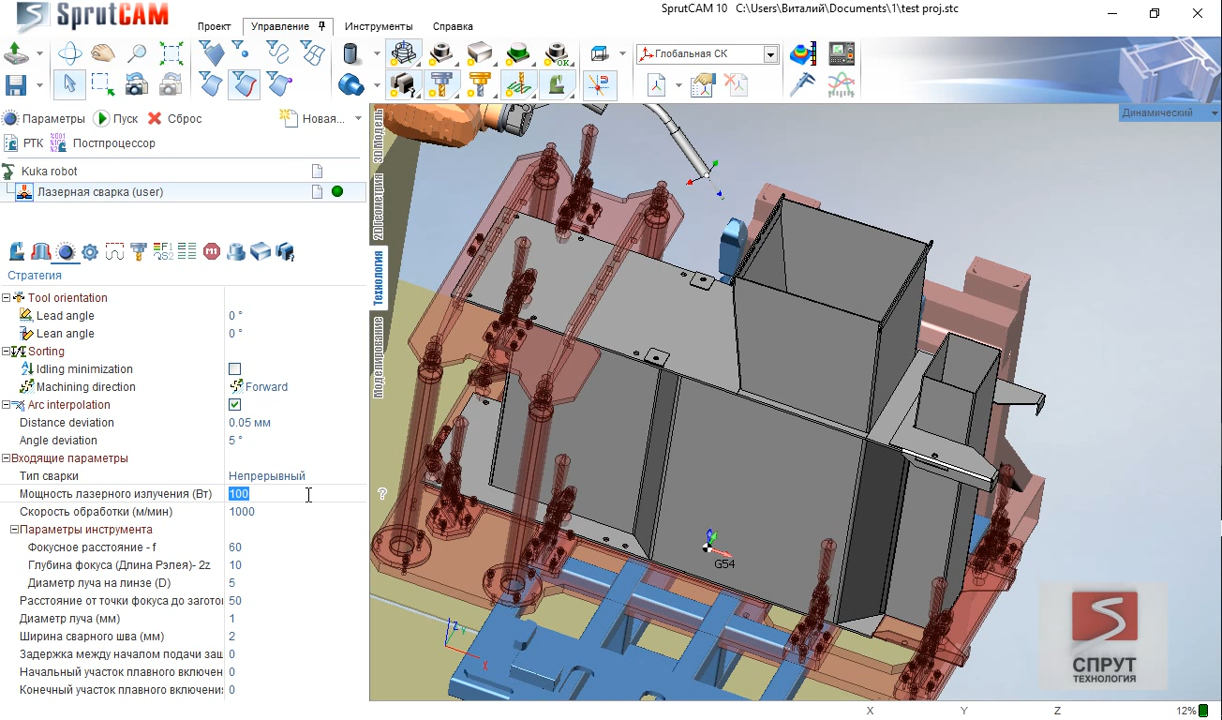 SprutCAM
SprutCAM 10 C:\Users\Виталий\Documents\1\test proj.stc
Проект
Управление
Инструменты
Справка
Глобальная СК
OK
Параметры
Пуск
Сброс
Новая...
РТК
Постпроцессор
Динамический
Kuka robot
Лазерная сварка (user)
3D Модель
2D Геометрия
Технология
Моделирование
M1
Стратегия
Tool orientation
Lead angle 0 °
Lean angle 0 °
Sorting
Idling minimization
Machining direction Forward
Arc interpolation
Distance deviation 0.05 мм
Angle deviation 5 °
Входящие параметры
Тип сварки Непрерывный
Мощность лазерного излучения (Вт) 100
Скорость обработки (м/мин) 1000
Параметры инструмента
Фокусное расстояние - f 60
Глубина фокуса (Длина Рэлея)- 2z 10
Диаметр луча на линзе (D) 5
Расстояние от точки фокуса до загото 50
Диаметр луча (мм) 1
Ширина сварного шва (мм) 2
Задержка между началом подачи защ 0
Начальный участок плавного включен 0
Конечный участок плавного включени 0
?
G54
Z
Y
X
СПРУТ
ТЕХНОЛОГИЯ
X Y Z 12%